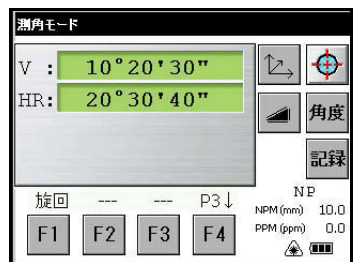 測角モード
V : 10°20'30"
HR: 20°30'40"
角度
記録
旋回 --- --- P3↓
F1 F2 F3 F4
NP
NPM (mm) 10.0
PPM (ppm) 0.0